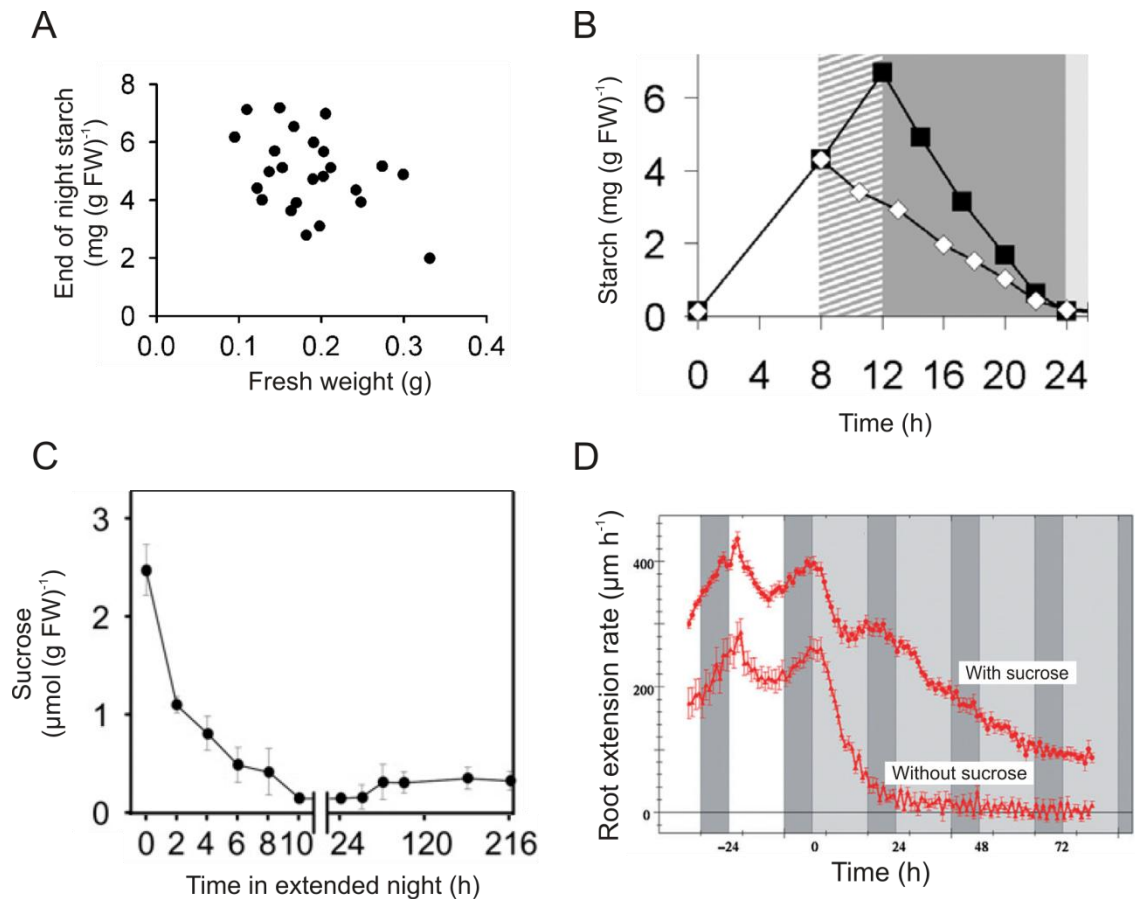 A
End of night starch
(mg (g FW)⁻¹)
8
6
4
2
0
0.0 0.1 0.2 0.3 0.4
Fresh weight (g)
B
Starch (mg (g FW)⁻¹)
6
4
2
0
0 4 8 12 16 20 24
Time (h)
C
Sucrose
(µmol (g FW)⁻¹)
3
2
1
0
0 2 4 6 8 10 24 120 216
Time in extended night (h)
D
Root extension rate (µm h⁻¹)
400
200
0
With sucrose
Without sucrose
−24 0 24 48 72
Time (h)